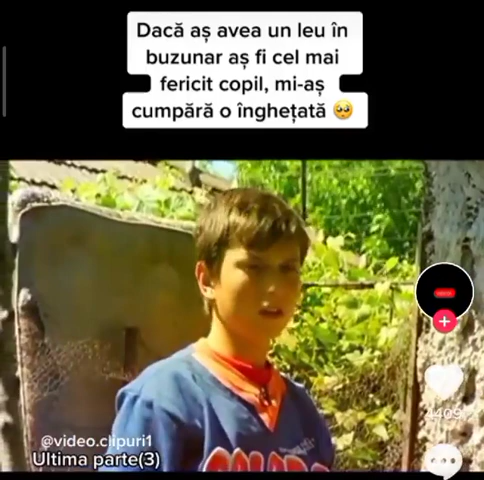 Dacă aș avea un leu în
buzunar aș fi cel mai
fericit copil, mi-aș
cumpără o înghețată 🥺
4409
@video.clipuri1
Ultima parte(3)